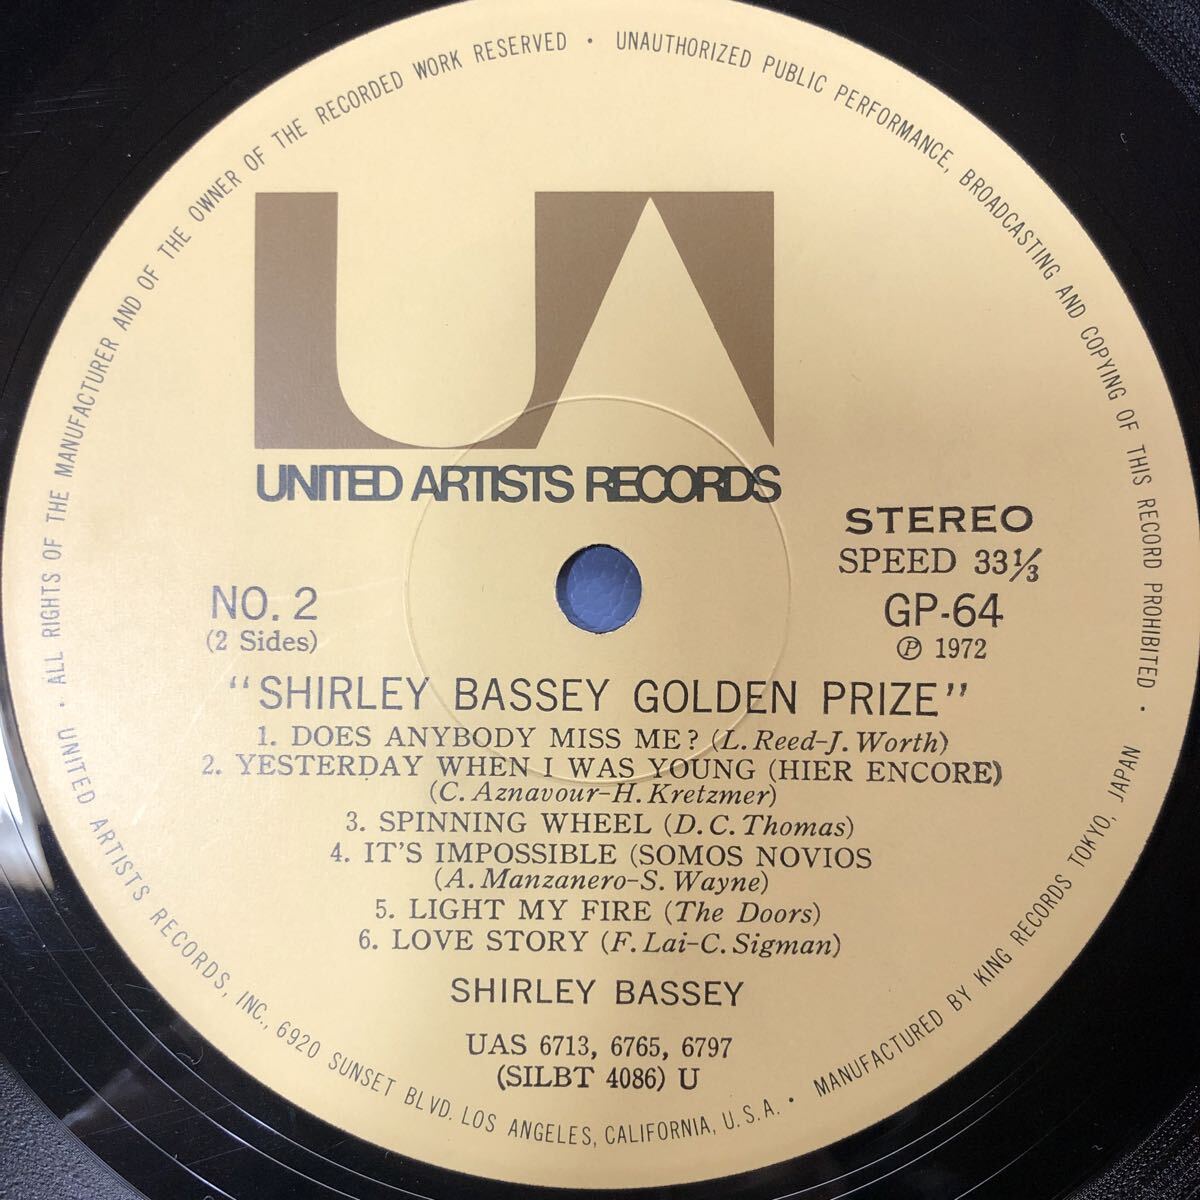 · ALL RIGHTS OF THE MANUFACTURER AND OF THE OWNER OF THE RECORDED WORK RESERVED · UNAUTHORIZED PUBLIC PERFORMANCE, BROADCASTING AND COPYING OF THIS RECORD PROHIBITED ·
UA
UNITED ARTISTS RECORDS
STEREO
SPEED 33⅓
GP-64
Ⓟ 1972
NO. 2
(2 Sides)
"SHIRLEY BASSEY GOLDEN PRIZE"
1. DOES ANYBODY MISS ME? (L. Reed-J. Worth)
2. YESTERDAY WHEN I WAS YOUNG (HIER ENCORE)
(C. Aznavour-H. Kretzmer)
3. SPINNING WHEEL (D. C. Thomas)
4. IT'S IMPOSSIBLE (SOMOS NOVIOS
(A. Manzanero-S. Wayne)
5. LIGHT MY FIRE (The Doors)
6. LOVE STORY (F. Lai-C. Sigman)
SHIRLEY BASSEY
UAS 6713, 6765, 6797
(SILBT 4086) U
UNITED ARTISTS RECORDS, INC., 6920 SUNSET BLVD. LOS ANGELES, CALIFORNIA, U.S.A. · MANUFACTURED BY KING RECORDS TOKYO, JAPAN